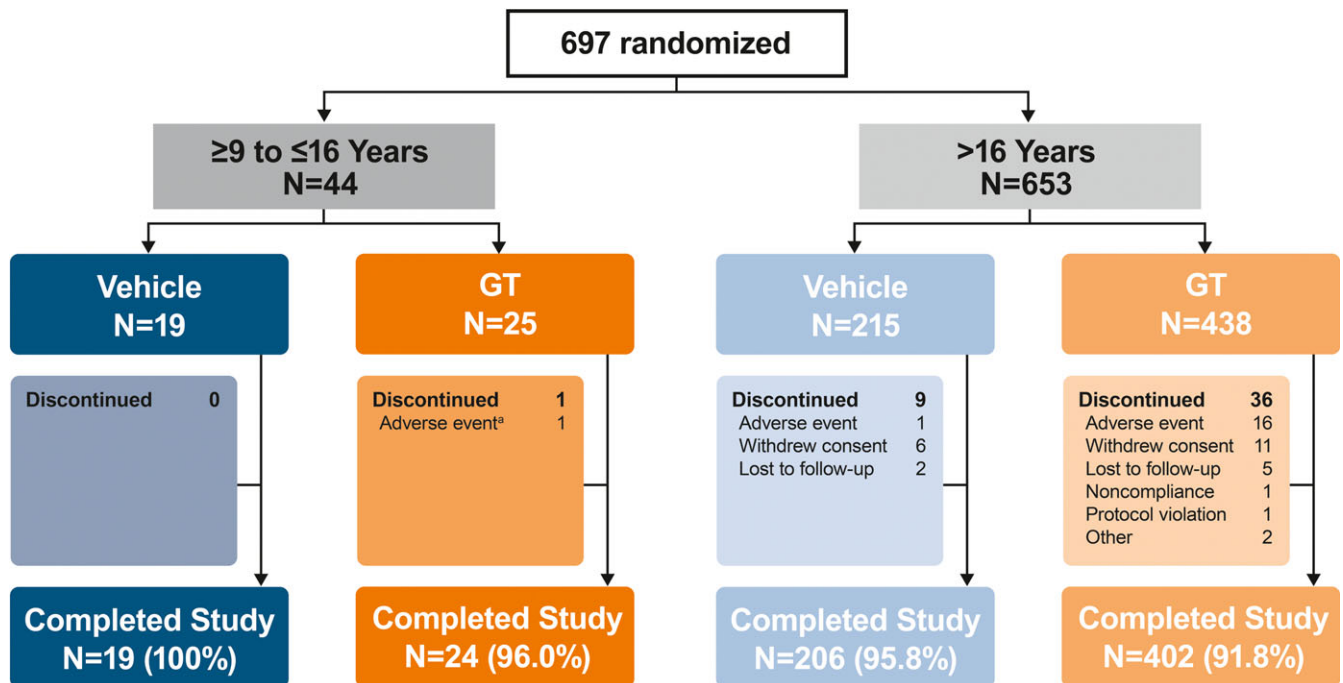 697 randomized
≥9 to ≤16 Years
N=44
>16 Years
N=653
Vehicle
N=19
GT
N=25
Vehicle
N=215
GT
N=438
Discontinued 0
Discontinued 1
Adverse eventᵃ 1
Discontinued 9
Adverse event 1
Withdrew consent 6
Lost to follow-up 2
Discontinued 36
Adverse event 16
Withdrew consent 11
Lost to follow-up 5
Noncompliance 1
Protocol violation 1
Other 2
Completed Study
N=19 (100%)
Completed Study
N=24 (96.0%)
Completed Study
N=206 (95.8%)
Completed Study
N=402 (91.8%)